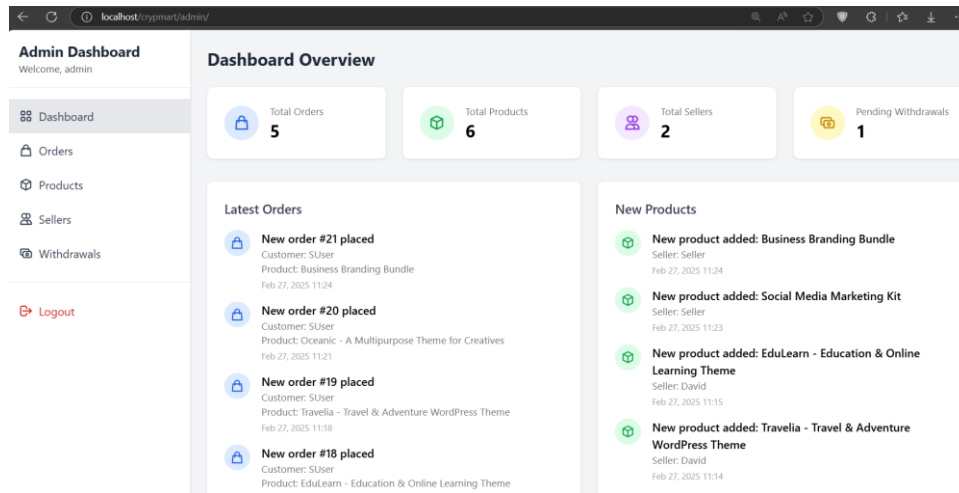 localhost/crypmart/admin/
Admin Dashboard
Welcome, admin
Dashboard
Orders
Products
Sellers
Withdrawals
Logout
Dashboard Overview
Total Orders
5
Total Products
6
Total Sellers
2
Pending Withdrawals
1
Latest Orders
New order #21 placed
Customer: SUser
Product: Business Branding Bundle
Feb 27, 2025 11:24
New order #20 placed
Customer: SUser
Product: Oceanic - A Multipurpose Theme for Creatives
Feb 27, 2025 11:21
New order #19 placed
Customer: SUser
Product: Travelia - Travel & Adventure WordPress Theme
Feb 27, 2025 11:18
New order #18 placed
Customer: SUser
Product: EduLearn - Education & Online Learning Theme
New Products
New product added: Business Branding Bundle
Seller: Seller
Feb 27, 2025 11:24
New product added: Social Media Marketing Kit
Seller: Seller
Feb 27, 2025 11:23
New product added: EduLearn - Education & Online
Learning Theme
Seller: David
Feb 27, 2025 11:15
New product added: Travelia - Travel & Adventure
WordPress Theme
Seller: David
Feb 27, 2025 11:14